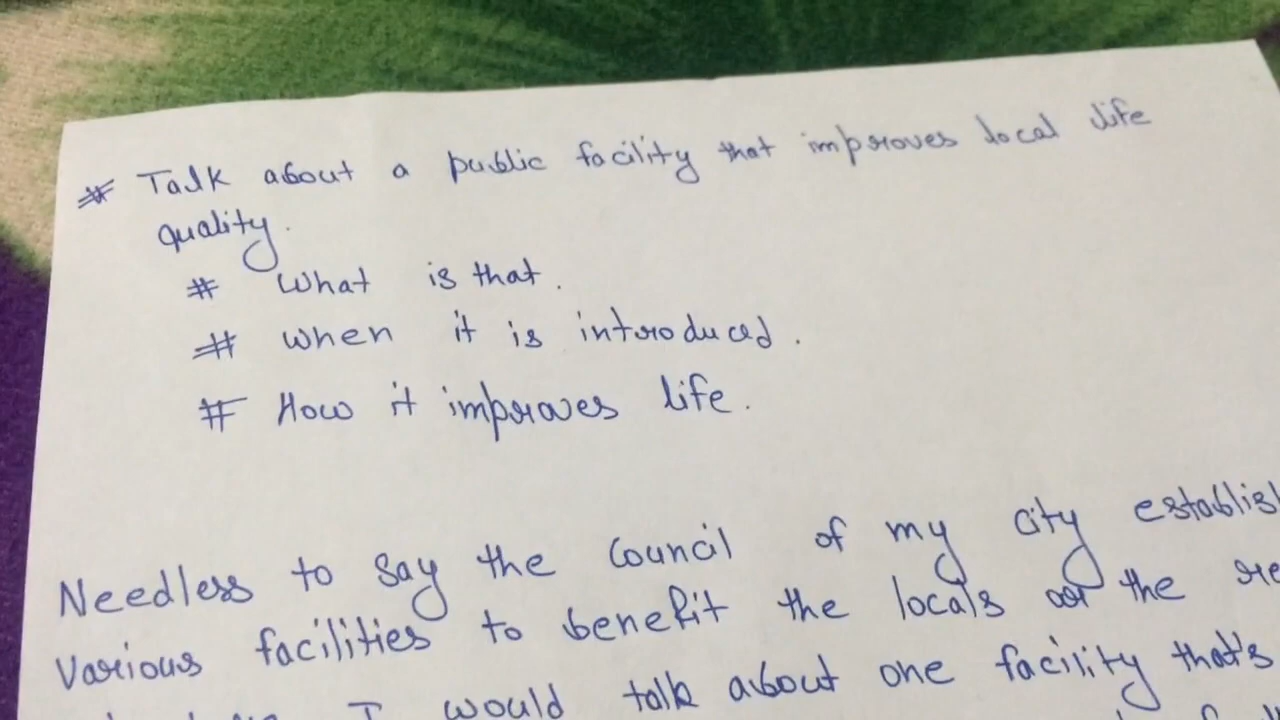 # Talk about a public facility that improves local life
quality.
# What is that.
# when it is introduced.
# How it improves life.
Needless to say the Council of my city
various facilities to benefit the locals or the
I would talk about one facility that's